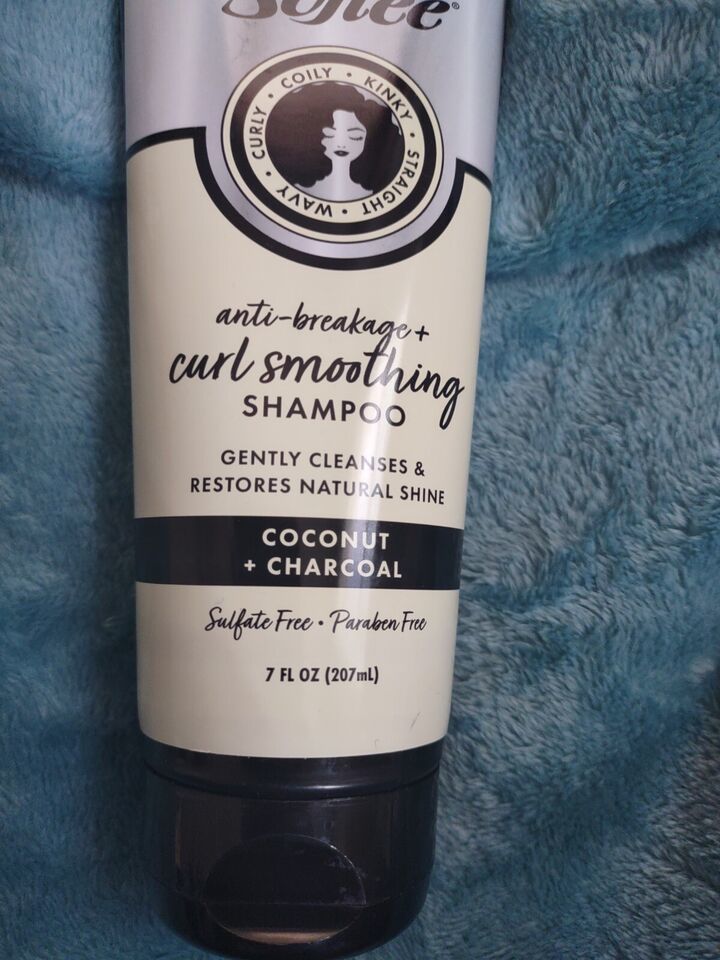 Softee®
WAVY • CURLY • COILY • KINKY • STRAIGHT •
anti-breakage +
curl smoothing
SHAMPOO
GENTLY CLEANSES &
RESTORES NATURAL SHINE
COCONUT
+ CHARCOAL
Sulfate Free • Paraben Free
7 FL OZ (207mL)